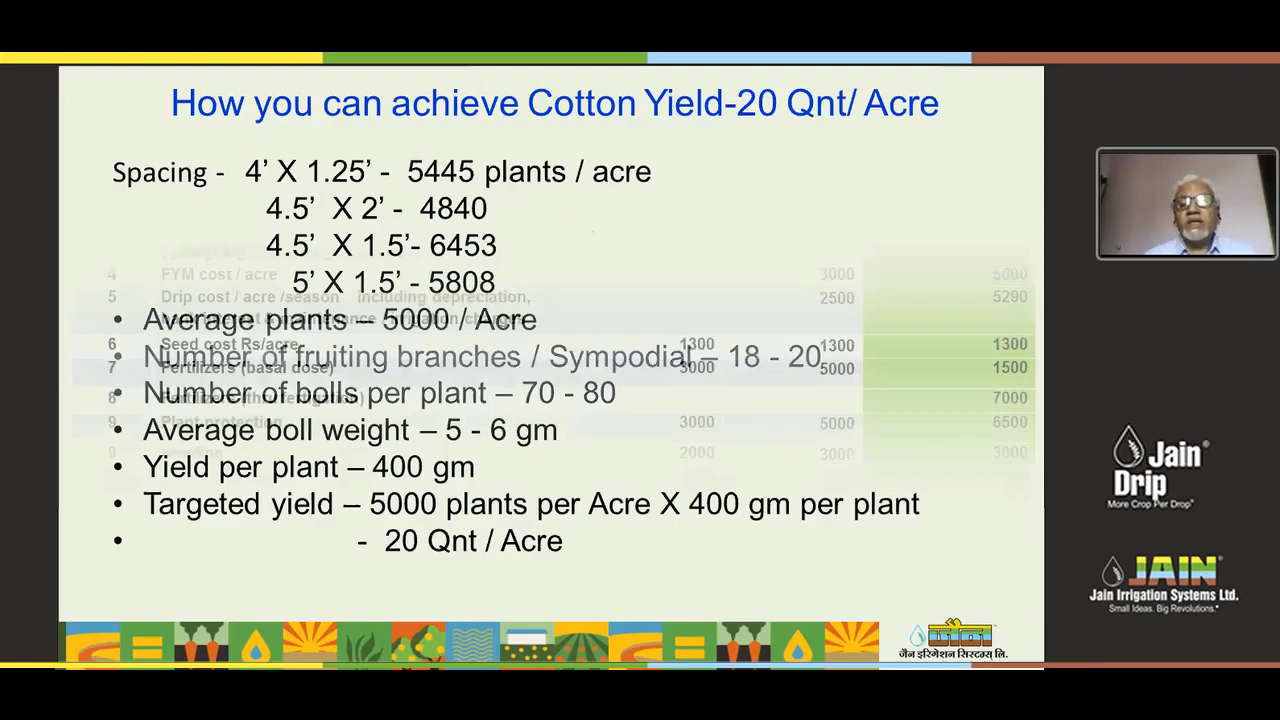 How you can achieve Cotton Yield-20 Qnt/ Acre
Spacing - 4’ X 1.25’ - 5445 plants / acre
4.5’ X 2’ - 4840
4.5’ X 1.5’- 6453
5’ X 1.5’ - 5808
• Average plants – 5000 / Acre
• Number of fruiting branches / Sympodial – 18 - 20
• Number of bolls per plant – 70 - 80
• Average boll weight – 5 - 6 gm
• Yield per plant – 400 gm
• Targeted yield – 5000 plants per Acre X 400 gm per plant
• - 20 Qnt / Acre
4 FYM cost / acre 3000 5000
5 Drip cost / acre /season including depreciation, 2500 5290
6 Seed cost Rs/acre 1300 1300 1300
7 Fertilizers (basal dose) 3000 5000 1500
8 7000
9 Plant protection 3000 5000 6500
9 2000 3000 3000
Jain Drip
More Crop Per Drop®
JAIN®
Jain Irrigation Systems Ltd.
Small Ideas. Big Revolutions.®
जैन
जैन इरिगेशन सिस्टम्स् लि.